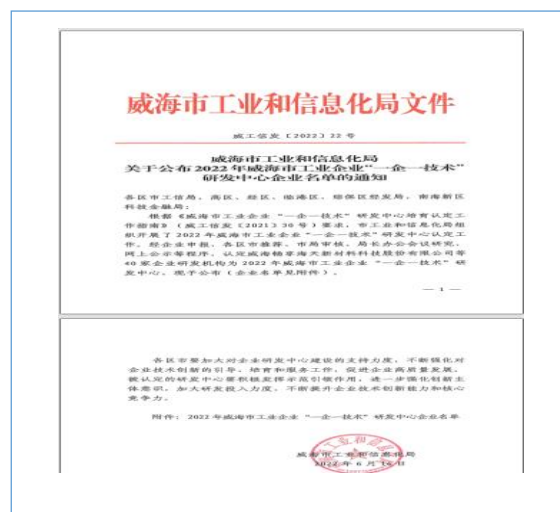 威海市工业和信息化局文件
威工信发〔2022〕22号
威海市工业和信息化局
关于公布2022年威海市工业企业“一企一技术”
研发中心企业名单的通知
各区市工信局，高区、经区、临港区、综保区经发局，南海新区
科技金融局：
根据《威海市工业企业“一企一技术”研发中心培育认定工
作指南》（威工信发〔2021〕30号）要求，市工业和信息化局组
织开展了2022年威海市工业企业“一企一技术”研发中心认定工
作。经企业申报、各区市推荐、市局审核、局长办公会议研究、
网上公示等程序，认定威海畅享海天新材料科技股份有限公司等
40家企业研发机构为2022年威海市工业企业“一企一技术”研
发中心，现予公布（企业名单见附件）。
— 1 —
各区市要加大对企业研发中心建设的支持力度，不断强化对
企业技术创新的引导、培育和服务工作，促进企业高质量发展。
被认定的研发中心要积极发挥示范引领作用，进一步强化创新主
体意识，加大研发投入力度，不断提升企业技术创新能力和核心
竞争力。
附件：2022年威海市工业企业“一企一技术”研发中心企业名单
威海市工业和信息化局
2022年6月14日